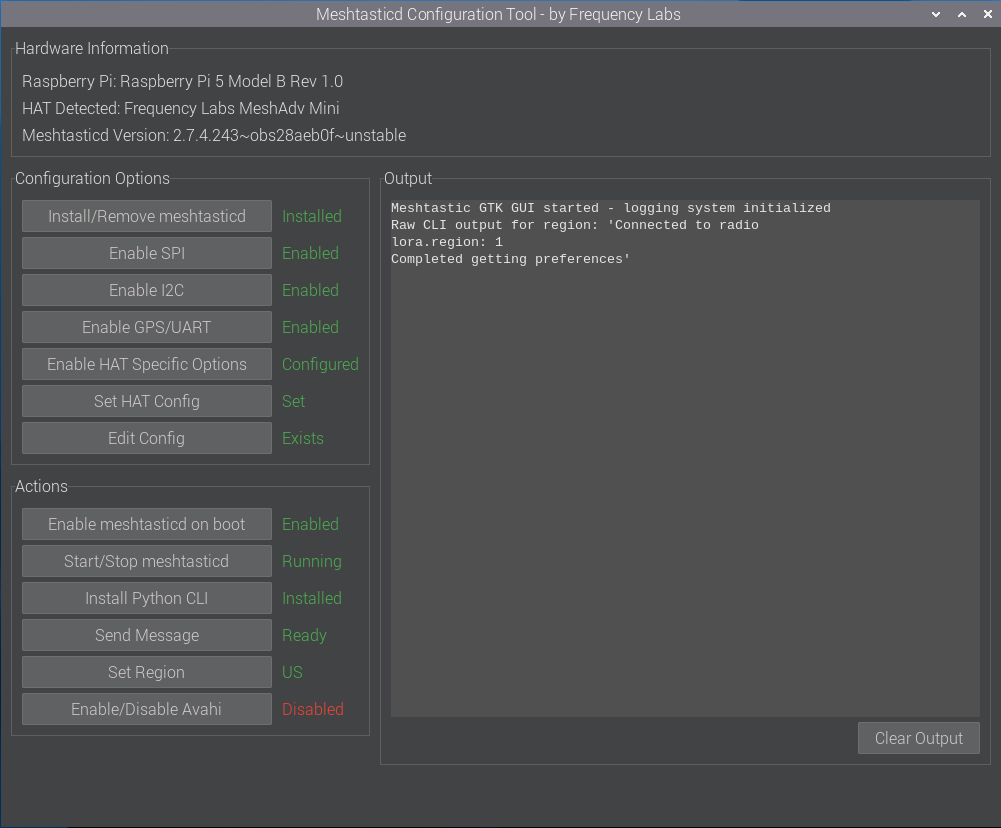 Meshtasticd Configuration Tool - by Frequency Labs
Hardware Information
Raspberry Pi: Raspberry Pi 5 Model B Rev 1.0
HAT Detected: Frequency Labs MeshAdv Mini
Meshtasticd Version: 2.7.4.243~obs28aeb0f~unstable
Configuration Options
Install/Remove meshtasticd Installed
Enable SPI Enabled
Enable I2C Enabled
Enable GPS/UART Enabled
Enable HAT Specific Options Configured
Set HAT Config Set
Edit Config Exists
Actions
Enable meshtasticd on boot Enabled
Start/Stop meshtasticd Running
Install Python CLI Installed
Send Message Ready
Set Region US
Enable/Disable Avahi Disabled
Output
Meshtastic GTK GUI started - logging system initialized
Raw CLI output for region: 'Connected to radio
lora.region: 1
Completed getting preferences'
Clear Output